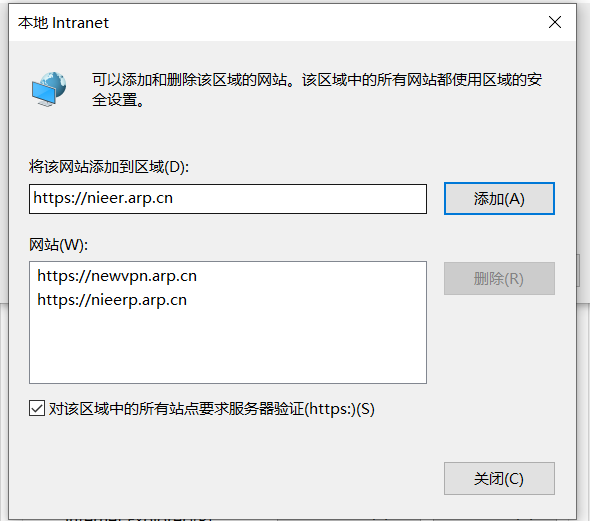 本地 Intranet
可以添加和删除该区域的网站。该区域中的所有网站都使用区域的安
全设置。
将该网站添加到区域(D):
https://nieer.arp.cn
添加(A)
网站(W):
https://newvpn.arp.cn
https://nieerp.arp.cn
删除(R)
对该区域中的所有站点要求服务器验证(https:)(S)
关闭(C)